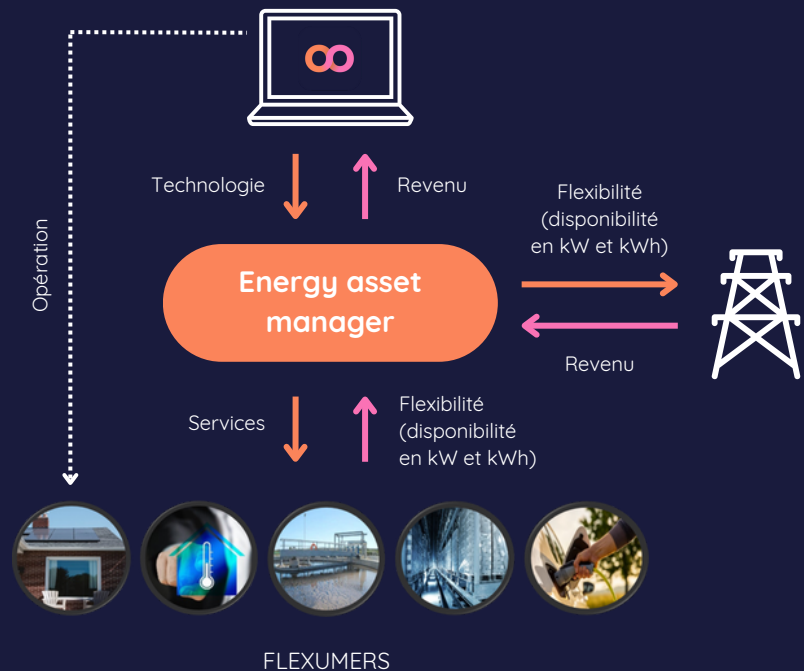 Technologie
Revenu
Flexibilité
(disponibilité
en kW et kWh)
Opération
Energy asset
manager
Revenu
Services
Flexibilité
(disponibilité
en kW et kWh)
FLEXUMERS